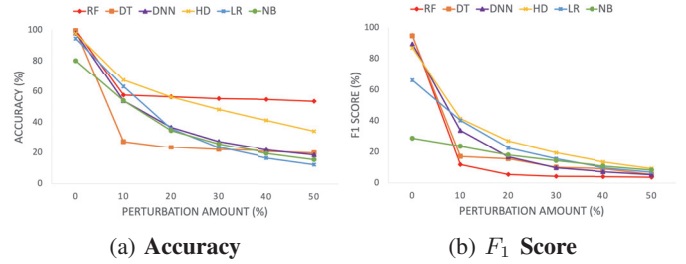 RF DT DNN HD LR NB
100
80
60
40
20
0
ACCURACY (%)
0 10 20 30 40 50
PERTURBATION AMOUNT (%)
(a) Accuracy
RF DT DNN HD LR NB
100
80
60
40
20
0
F1 SCORE (%)
0 10 20 30 40 50
PERTURBATION AMOUNT (%)
(b) F₁ Score